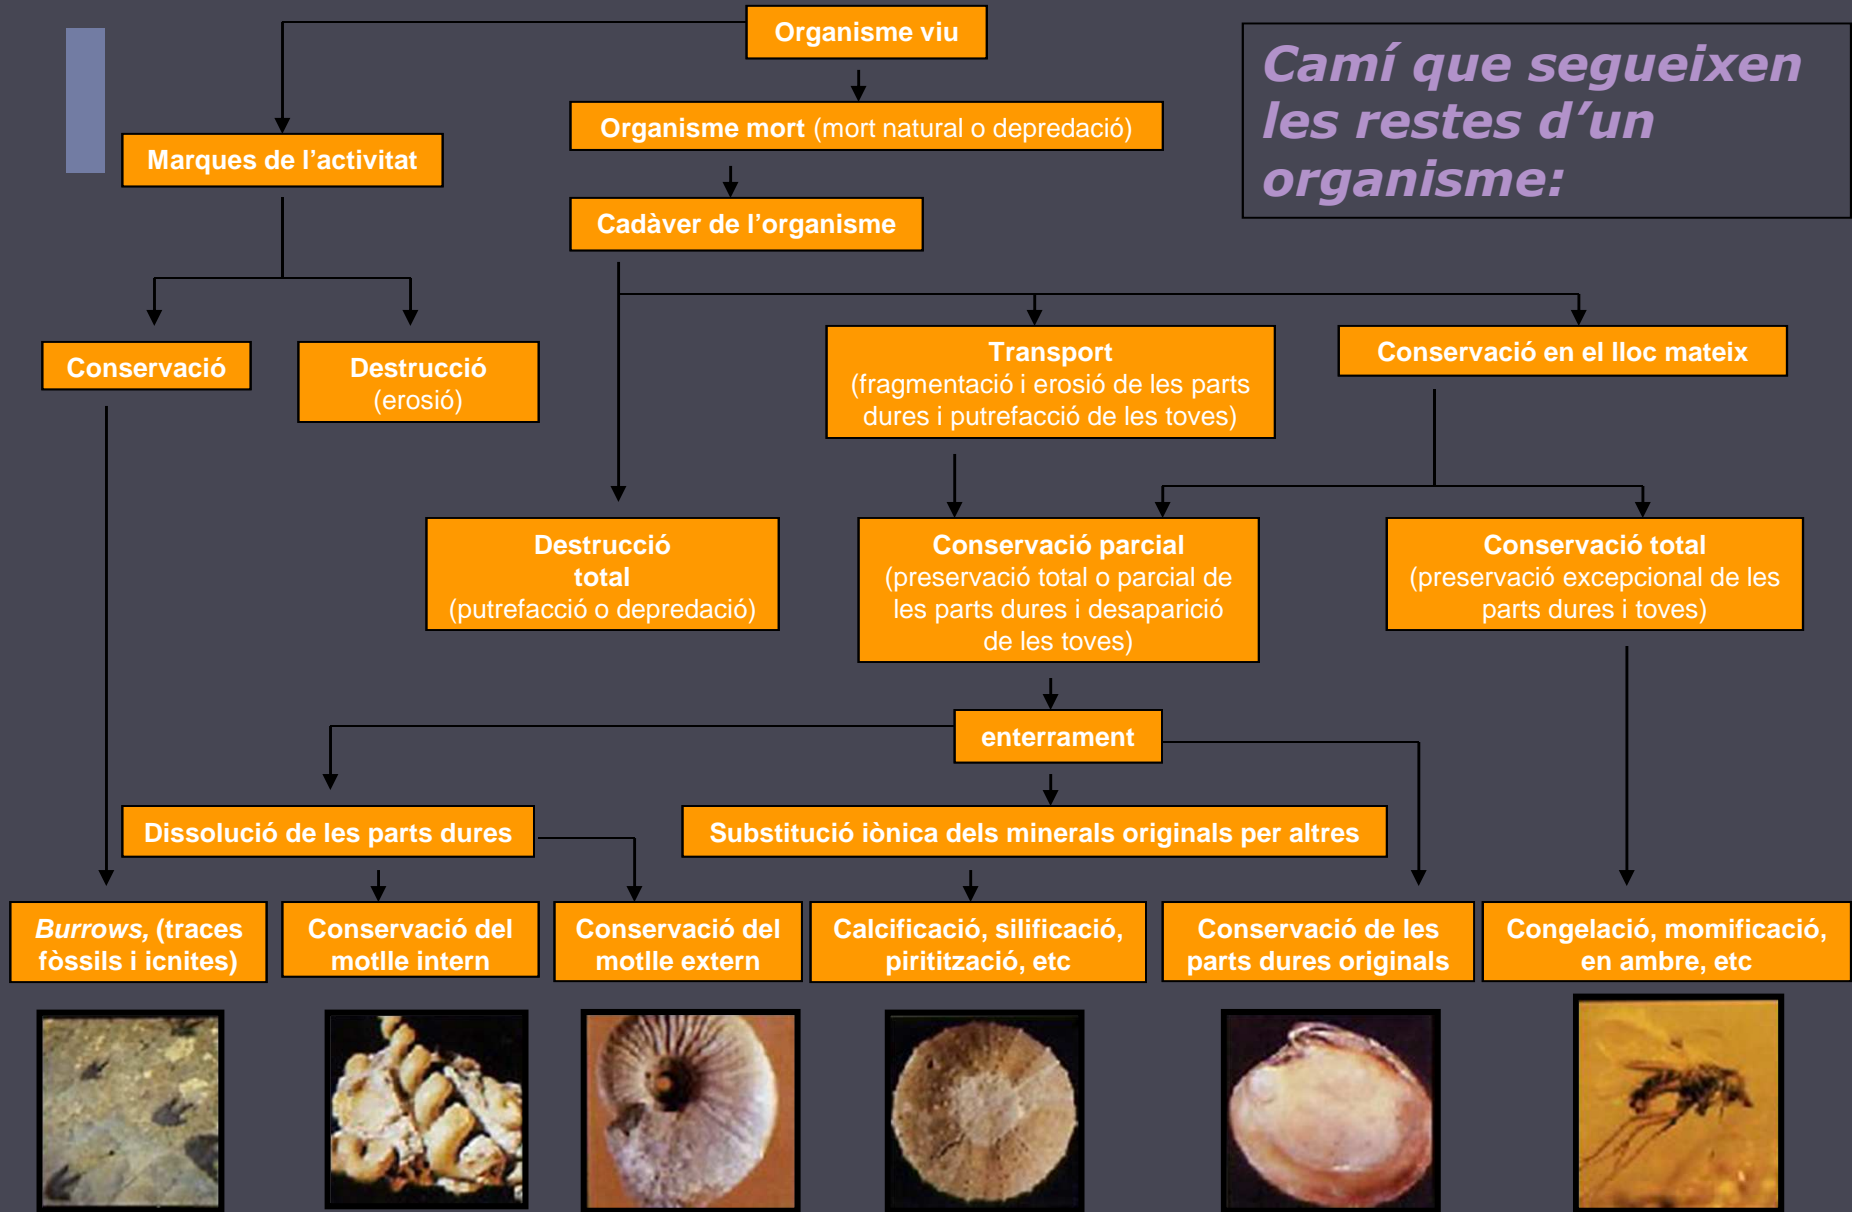 Organisme viu
Camí que segueixen
les restes d’un
organisme:
Organisme mort (mort natural o depredació)
Marques de l’activitat
Cadàver de l’organisme
Conservació
Destrucció
(erosió)
Transport
(fragmentació i erosió de les parts
dures i putrefacció de les toves)
Conservació en el lloc mateix
Destrucció
total
(putrefacció o depredació)
Conservació parcial
(preservació total o parcial de
les parts dures i desaparició
de les toves)
Conservació total
(preservació excepcional de les
parts dures i toves)
enterrament
Dissolució de les parts dures
Substitució iònica dels minerals originals per altres
Burrows, (traces
fòssils i icnites)
Conservació del
motlle intern
Conservació del
motlle extern
Calcificació, silificació,
piritització, etc
Conservació de les
parts dures originals
Congelació, momificació,
en ambre, etc